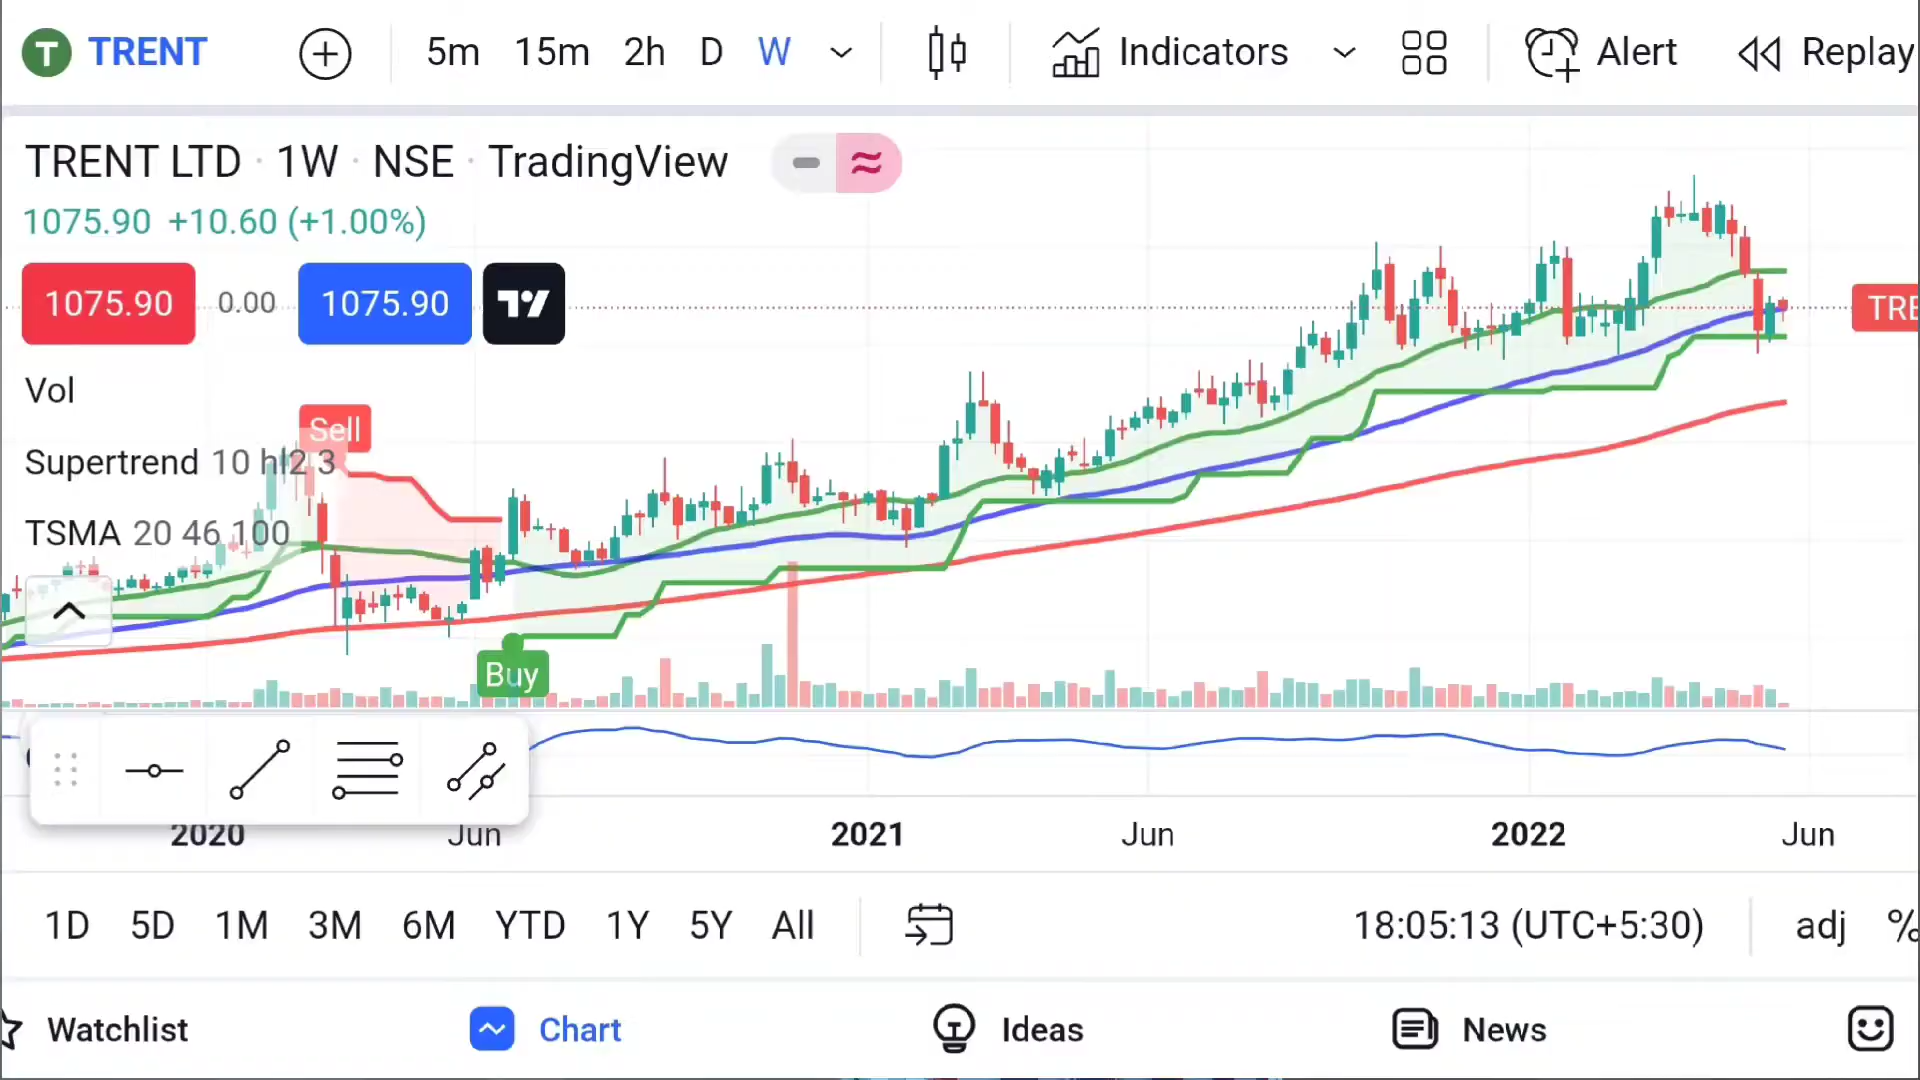 T TRENT 5m 15m 2h D W Indicators Alert Replay
TRENT LTD · 1W · NSE · TradingView
1075.90 +10.60 (+1.00%)
1075.90 0.00 1075.90
TRE
Vol
Sell
Supertrend 10 hl2 3
TSMA 20 46 100
Buy
2020 Jun 2021 Jun 2022 Jun
1D 5D 1M 3M 6M YTD 1Y 5Y All 18:05:13 (UTC+5:30) adj %
Watchlist Chart Ideas News